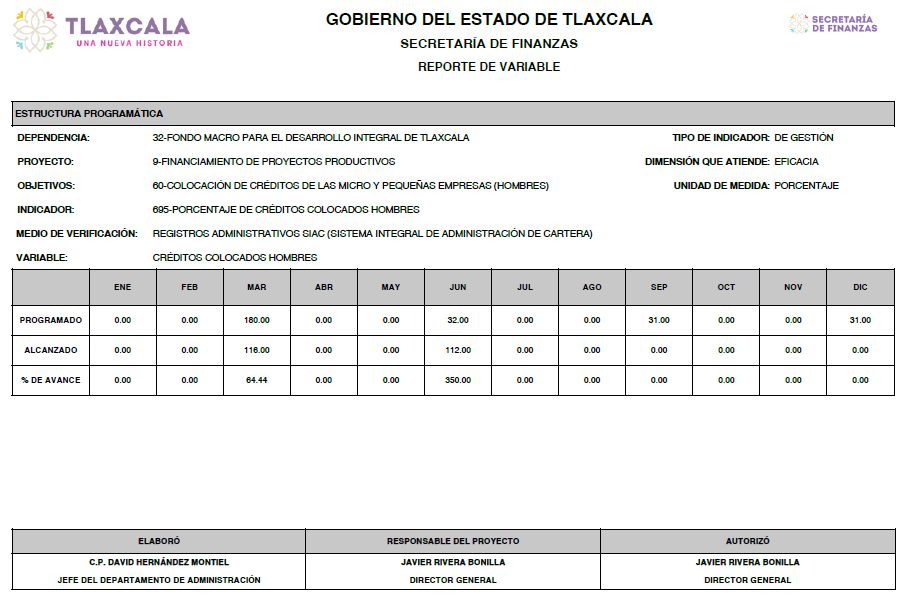 TLAXCALA
UNA NUEVA HISTORIA
GOBIERNO DEL ESTADO DE TLAXCALA
SECRETARÍA DE FINANZAS
REPORTE DE VARIABLE
SECRETARÍA
DE FINANZAS
ESTRUCTURA PROGRAMÁTICA
DEPENDENCIA: 32-FONDO MACRO PARA EL DESARROLLO INTEGRAL DE TLAXCALA TIPO DE INDICADOR: DE GESTIÓN
PROYECTO: 9-FINANCIAMIENTO DE PROYECTOS PRODUCTIVOS DIMENSIÓN QUE ATIENDE: EFICACIA
OBJETIVOS: 60-COLOCACIÓN DE CRÉDITOS DE LAS MICRO Y PEQUEÑAS EMPRESAS (HOMBRES) UNIDAD DE MEDIDA: PORCENTAJE
INDICADOR: 695-PORCENTAJE DE CRÉDITOS COLOCADOS HOMBRES
MEDIO DE VERIFICACIÓN: REGISTROS ADMINISTRATIVOS SIAC (SISTEMA INTEGRAL DE ADMINISTRACIÓN DE CARTERA)
VARIABLE: CRÉDITOS COLOCADOS HOMBRES
ENE FEB MAR ABR MAY JUN JUL AGO SEP OCT NOV DIC
PROGRAMADO 0.00 0.00 180.00 0.00 0.00 32.00 0.00 0.00 31.00 0.00 0.00 31.00
ALCANZADO 0.00 0.00 116.00 0.00 0.00 112.00 0.00 0.00 0.00 0.00 0.00 0.00
% DE AVANCE 0.00 0.00 64.44 0.00 0.00 350.00 0.00 0.00 0.00 0.00 0.00 0.00
ELABORÓ RESPONSABLE DEL PROYECTO AUTORIZÓ
C.P. DAVID HERNÁNDEZ MONTIEL JAVIER RIVERA BONILLA JAVIER RIVERA BONILLA
JEFE DEL DEPARTAMENTO DE ADMINISTRACIÓN DIRECTOR GENERAL DIRECTOR GENERAL